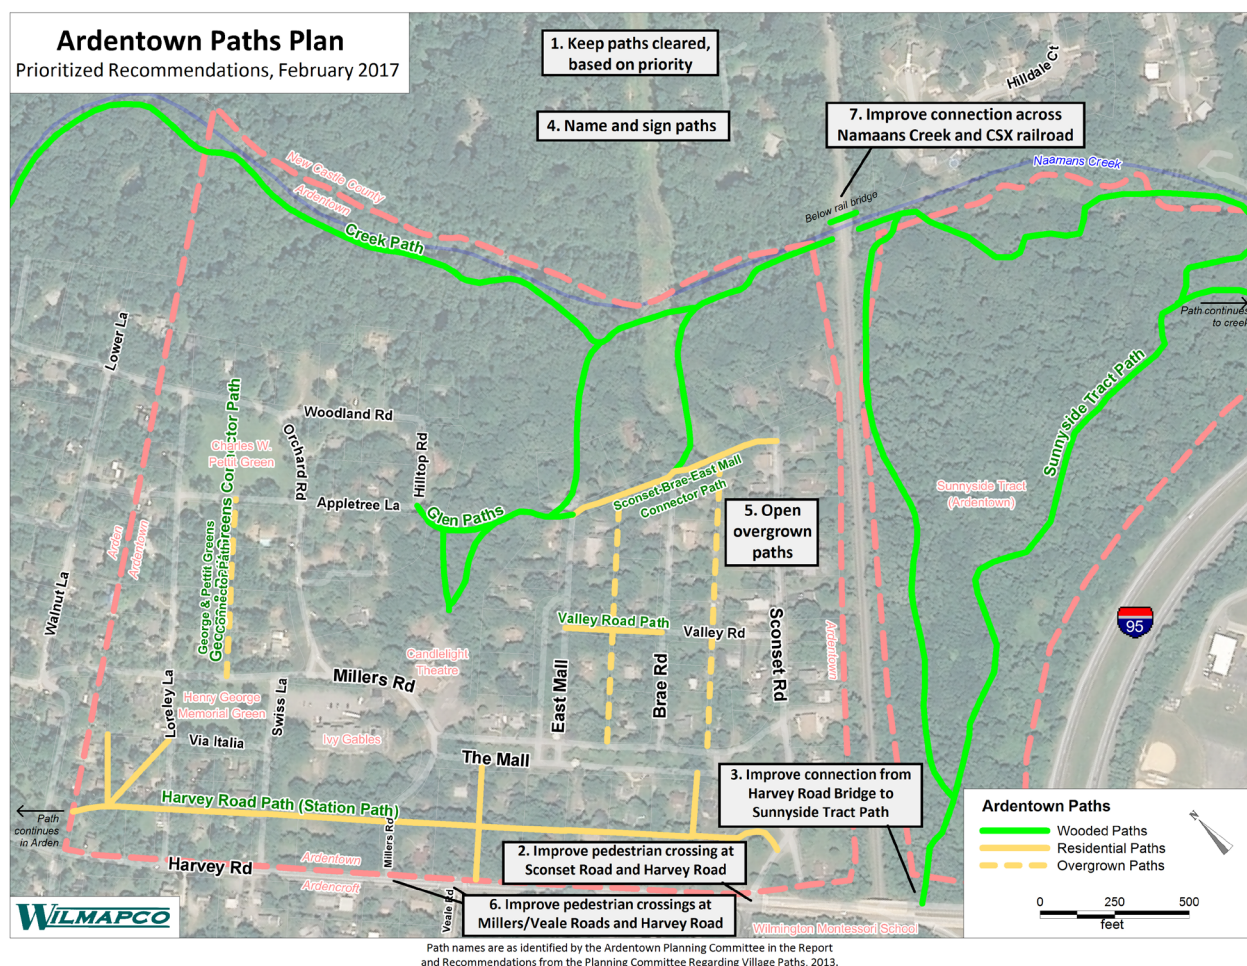 Ardentown Paths Plan
Prioritized Recommendations, February 2017
1. Keep paths cleared,
based on priority
4. Name and sign paths
7. Improve connection across
Namaans Creek and CSX railroad
Hilldale Ct
Naamans Creek
Below rail bridge
New Castle County
Ardentown
Creek Path
Path continues
to creek
Lower La
Woodland Rd
Orchard Rd
Hilltop Rd
Appletree La
Charles W.
Pettit Green
Glen Paths
Sconset-Brae-East Mall
Connector Path
5. Open
overgrown
paths
Sunnyside Tract
(Ardentown)
Sunnyside Tract Path
Arden
Ardentown
George & Pettit Greens
Connector Path
Walnut La
Valley Road Path
Valley Rd
Sconset Rd
Ardentown
95
Candlelight
Theatre
Millers Rd
East Mall
Brae Rd
Henry George
Memorial Green
Loreley La
Swiss La
Via Italia
Ivy Gables
The Mall
3. Improve connection from
Harvey Road Bridge to
Sunnyside Tract Path
Harvey Road Path (Station Path)
Path
continues
in Arden
Millers Rd
Harvey Rd
Ardentown
Ardencroft
Veale Rd
2. Improve pedestrian crossing at
Sconset Road and Harvey Road
6. Improve pedestrian crossings at
Millers/Veale Roads and Harvey Road
Wilmington Montessori School
Ardentown Paths
Wooded Paths
Residential Paths
Overgrown Paths
N
0 250 500
feet
WILMAPCO
Path names are as identified by the Ardentown Planning Committee in the Report
and Recommendations from the Planning Committee Regarding Village Paths, 2013.